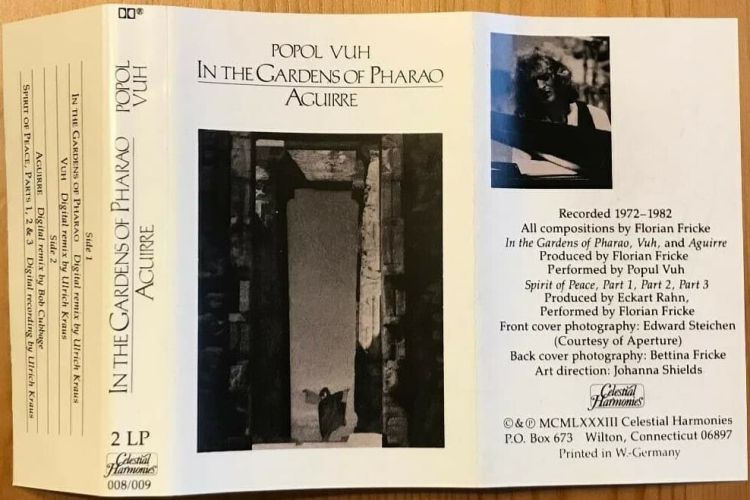 Side 1
IN THE GARDENS OF PHARAO Digital remix by Ulrich Kraus
VUH Digital remix by Ulrich Kraus
Side 2
AGUIRRE Digital remix by Bob Cubbage
SPIRIT OF PEACE, PARTS 1, 2 & 3 Digital recording by Ulrich Kraus
POPOL
VUH
IN THE GARDENS OF PHARAO
AGUIRRE
2 LP
Celestial
Harmonies
008/009
POPOL VUH
IN THE GARDENS OF PHARAO
AGUIRRE
Recorded 1972–1982
All compositions by Florian Fricke
In the Gardens of Pharao, Vuh, and Aguirre
Produced by Florian Fricke
Performed by Popul Vuh
Spirit of Peace, Part 1, Part 2, Part 3
Produced by Eckart Rahn,
Performed by Florian Fricke
Front cover photography: Edward Steichen
(Courtesy of Aperture)
Back cover photography: Bettina Fricke
Art direction: Johanna Shields
Celestial
Harmonies
©&℗ MCMLXXXIII Celestial Harmonies
P.O. Box 673 Wilton, Connecticut 06897
Printed in W.-Germany